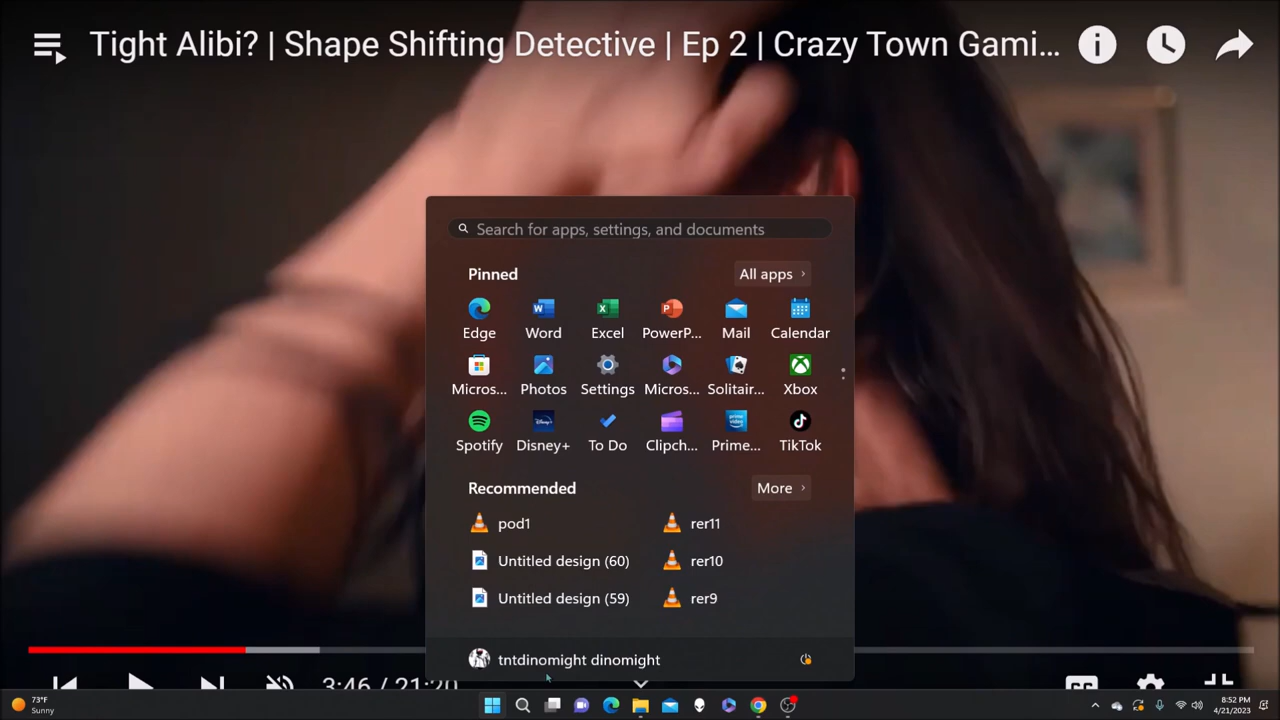 Tight Alibi? | Shape Shifting Detective | Ep 2 | Crazy Town Gami...
Search for apps, settings, and documents
Pinned
All apps
Edge
Word
Excel
PowerP...
Mail
Calendar
Micros...
Photos
Settings
Micros...
Solitair...
Xbox
Spotify
Disney+
To Do
Clipch...
Prime...
TikTok
Recommended
More
pod1
rer11
Untitled design (60)
rer10
Untitled design (59)
rer9
tntdinomight dinomight
3:46 / 21:20
73°F
Sunny
8:52 PM
4/21/2023